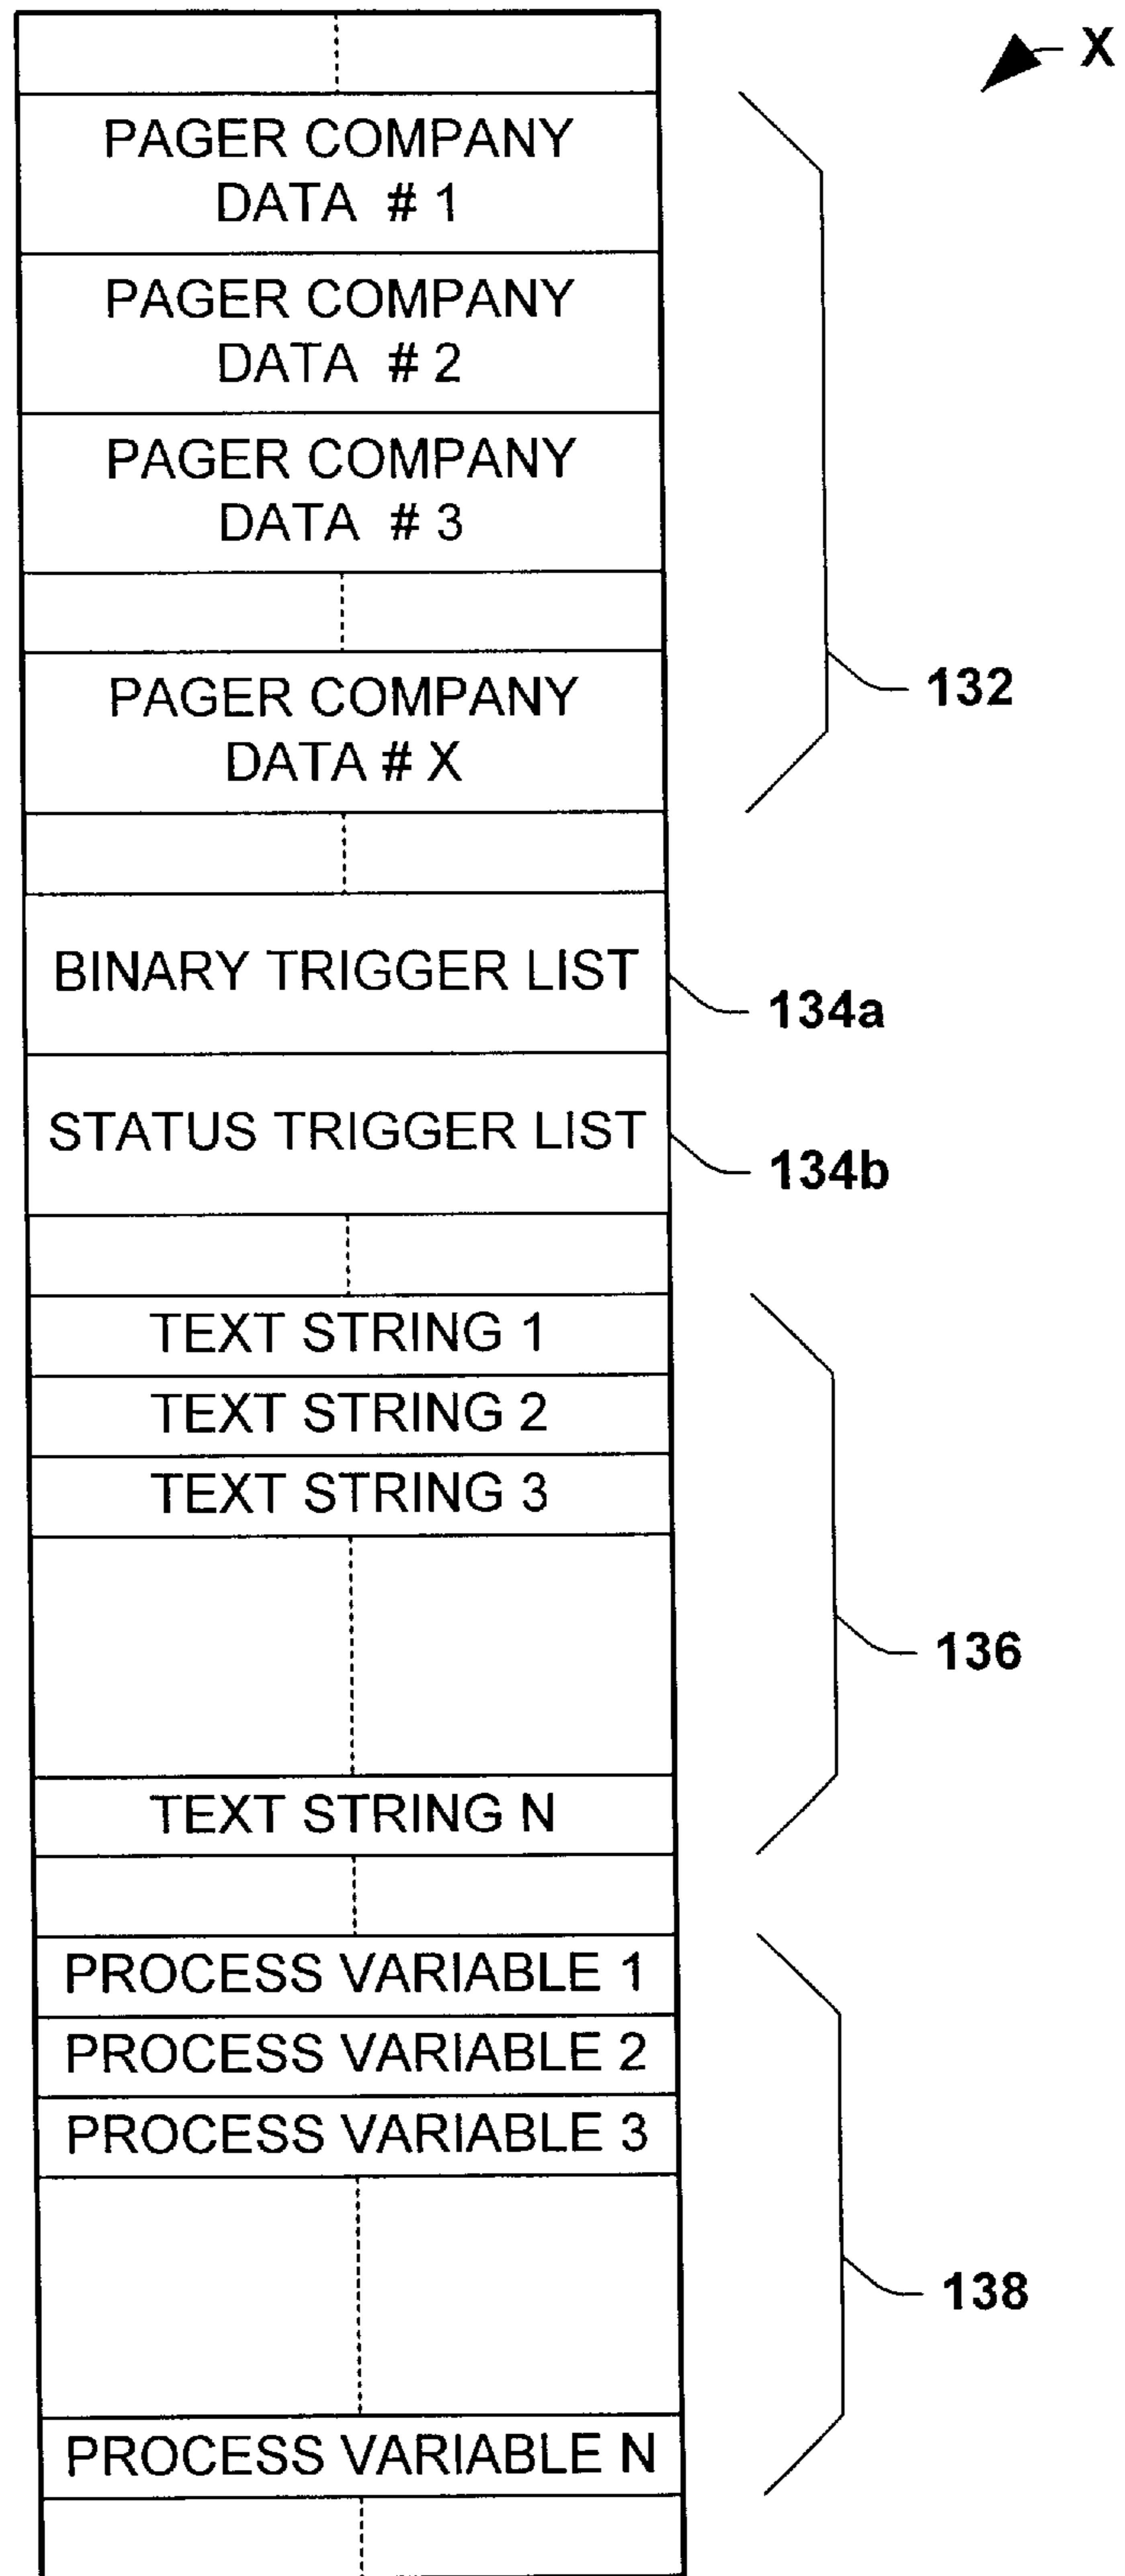 X
PAGER COMPANY
DATA # 1
PAGER COMPANY
DATA # 2
PAGER COMPANY
DATA # 3
132
PAGER COMPANY
DATA # X
BINARY TRIGGER LIST
134a
STATUS TRIGGER LIST
134b
TEXT STRING 1
TEXT STRING 2
TEXT STRING 3
136
TEXT STRING N
PROCESS VARIABLE 1
PROCESS VARIABLE 2
PROCESS VARIABLE 3
138
PROCESS VARIABLE N